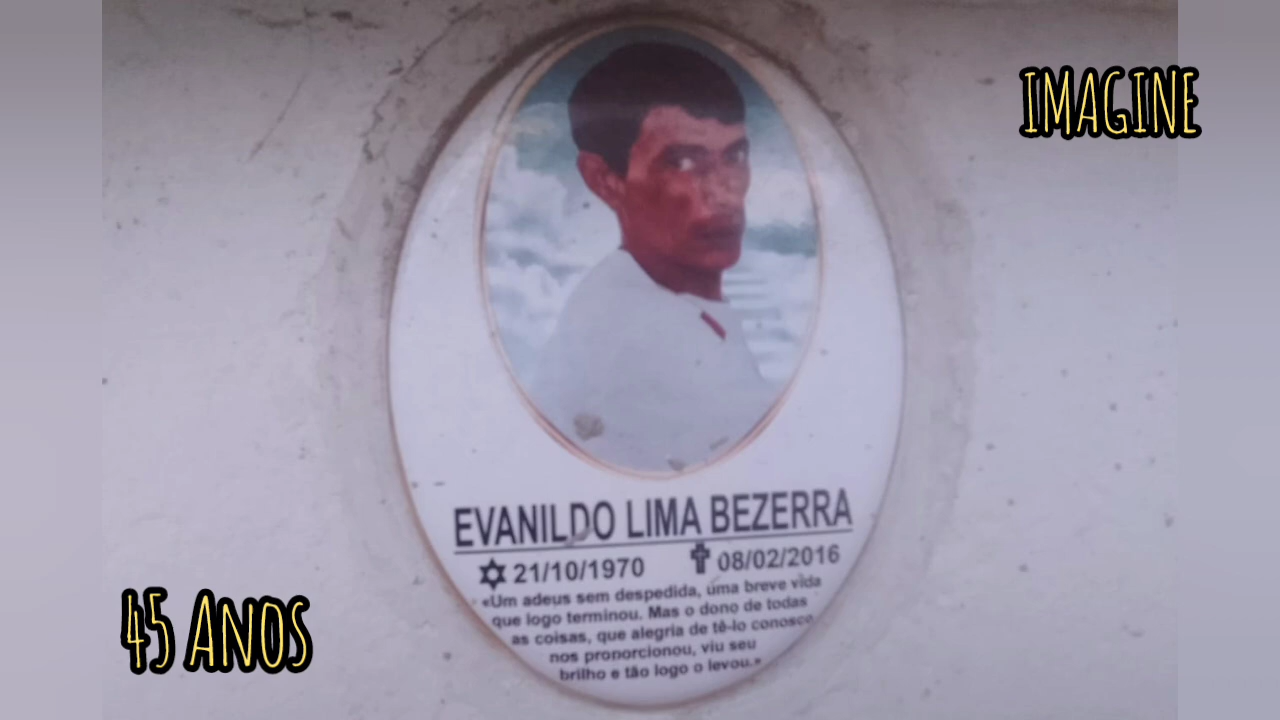 IMAGINE
EVANILDO LIMA BEZERRA
21/10/1970 08/02/2016
«Um adeus sem despedida, uma breve vida
que logo terminou. Mas o dono de todas
as coisas, que alegria de tê-lo conosco
nos pronorcionou, viu seu
brilho e tão logo o levou.»
45 Anos